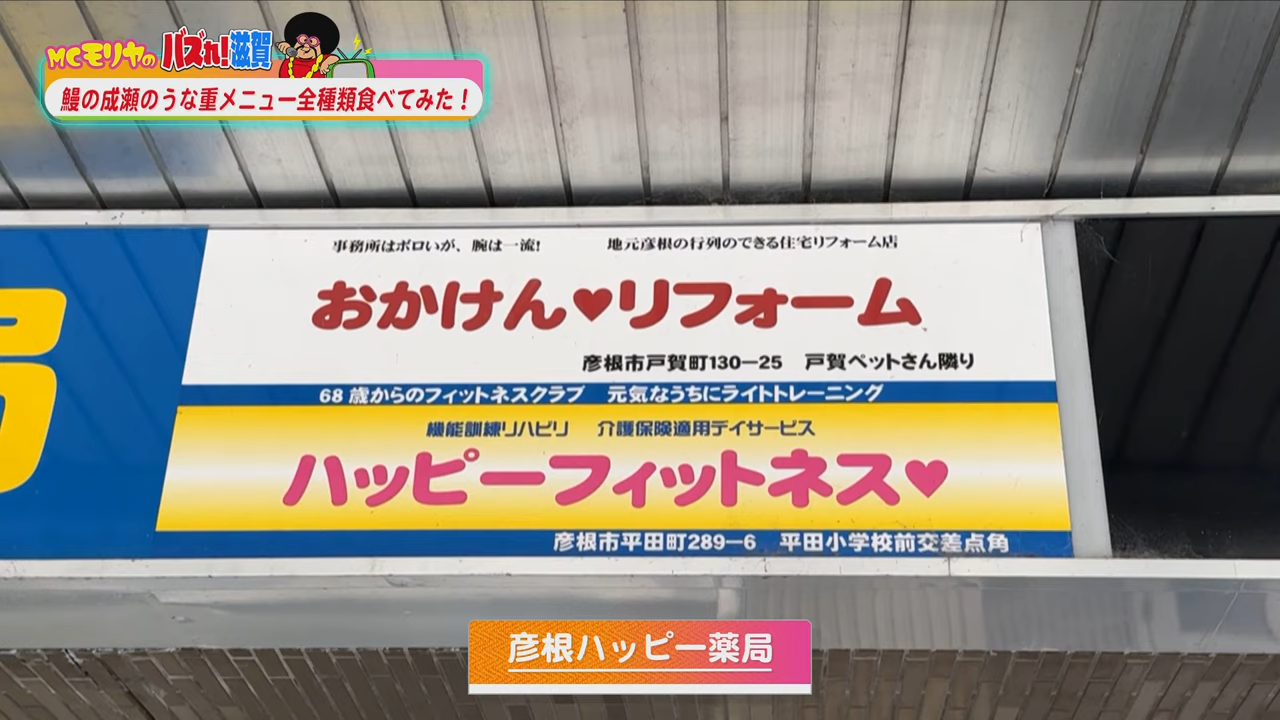 MCモリヤのバズれ!滋賀
鰻の成瀬のうな重メニュー全種類食べてみた!
事務所はボロいが、腕は一流! 地元彦根の行列のできる住宅リフォーム店
おかけん♥リフォーム
彦根市戸賀町130-25 戸賀ペットさん隣り
68歳からのフィットネスクラブ 元気なうちにライトトレーニング
機能訓練リハビリ 介護保険適用デイサービス
ハッピーフィットネス♥
彦根市平田町289-6 平田小学校前交差点角
彦根ハッピー薬局